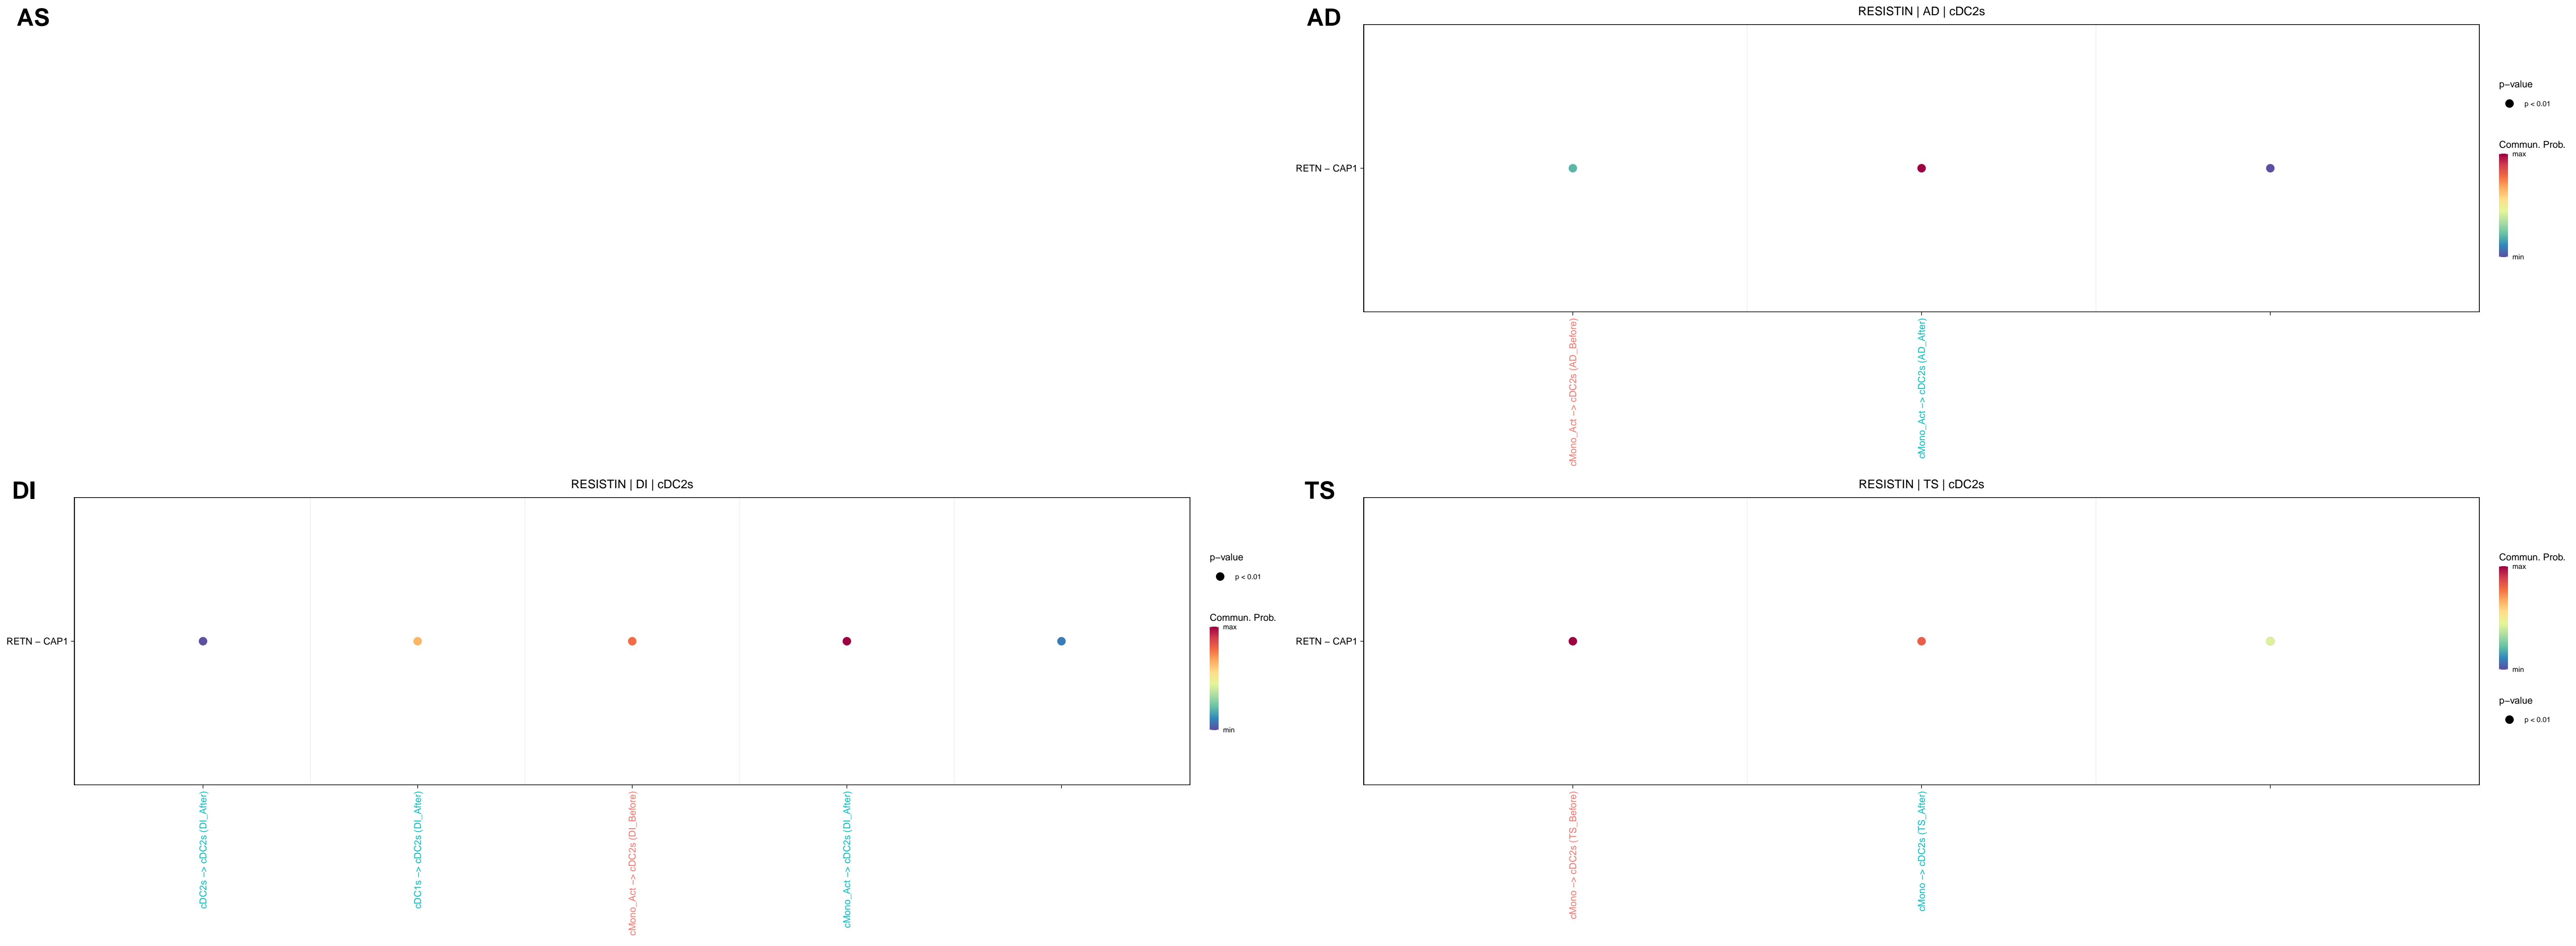 AS
AD
RESISTIN | AD | cDC2s
RETN − CAP1
cMono_Act −> cDC2s (AD_Before)
cMono_Act −> cDC2s (AD_After)
p−value
p < 0.01
Commun. Prob.
max
min
DI
RESISTIN | DI | cDC2s
RETN − CAP1
cDC2s −> cDC2s (DI_After)
cDC1s −> cDC2s (DI_After)
cMono_Act −> cDC2s (DI_Before)
cMono_Act −> cDC2s (DI_After)
p−value
p < 0.01
Commun. Prob.
max
min
TS
RESISTIN | TS | cDC2s
RETN − CAP1
cMono −> cDC2s (TS_Before)
cMono −> cDC2s (TS_After)
Commun. Prob.
max
min
p−value
p < 0.01